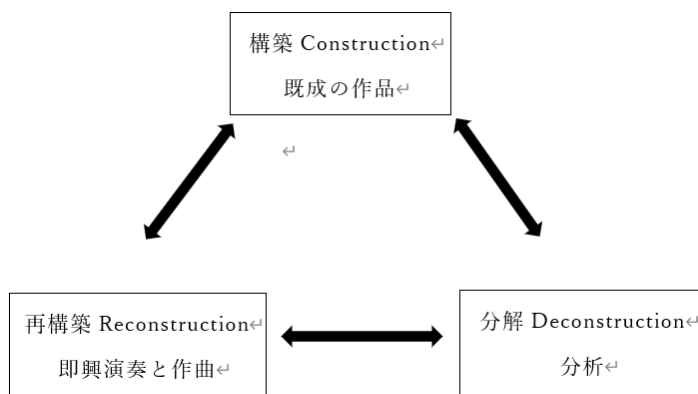 構築 Construction↵
既成の作品↵
↵
再構築 Reconstruction↵
即興演奏と作曲↵
分解 Deconstruction↵
分析↵